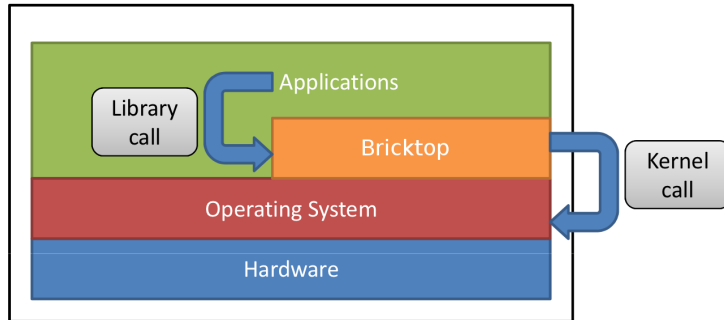 Applications
Library
call
Bricktop
Kernel
call
Operating System
Hardware